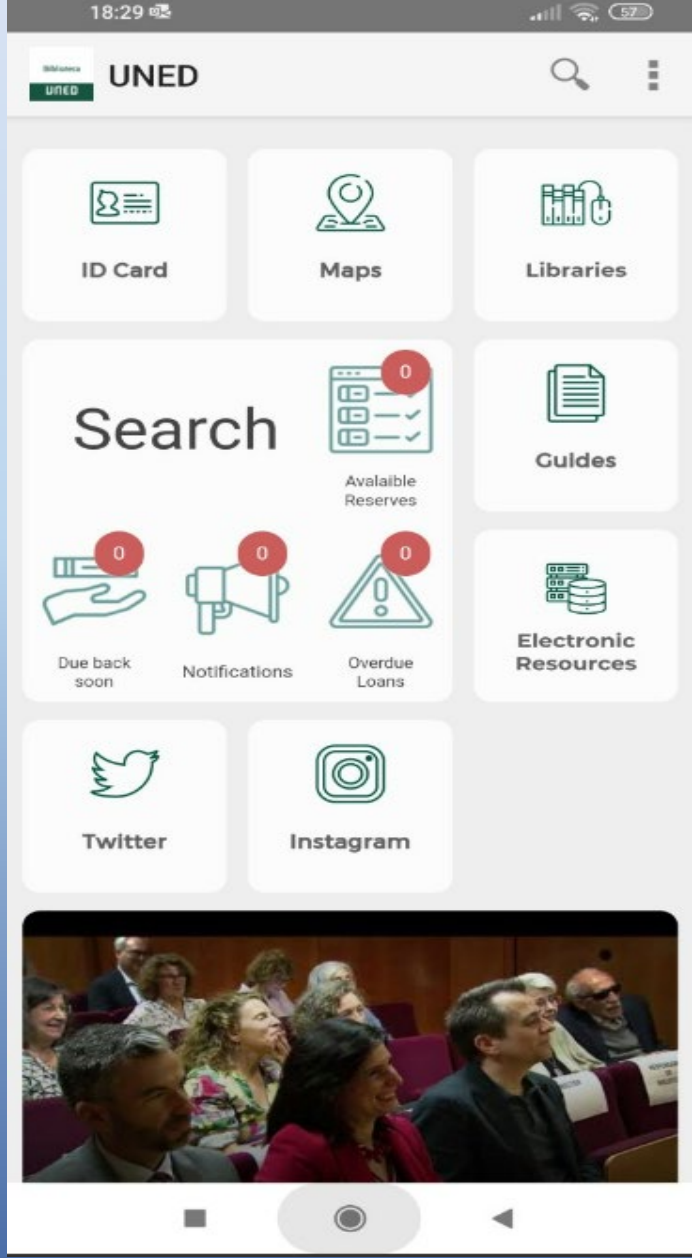 18:29
57
Biblioteca
UNED
UNED
ID Card
Maps
Libraries
Search
0
Avalaible
Reserves
Guides
0
Due back
soon
0
Notifications
0
Overdue
Loans
Electronic
Resources
Twitter
Instagram